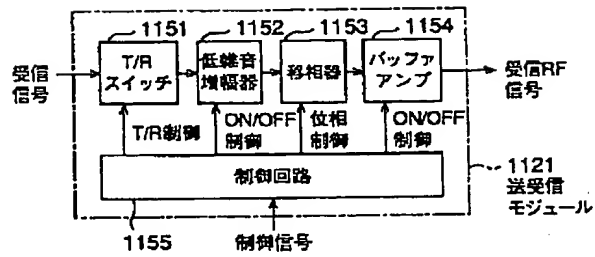 1151
1152
1153
1154
T/R
スイッチ
低雑音
増幅器
移相器
バッファ
アンプ
受信
信号
受信RF
信号
T/R制御
ON/OFF
制御
位相
制御
ON/OFF
制御
制御回路
1121
送受信
モジュール
1155
制御信号